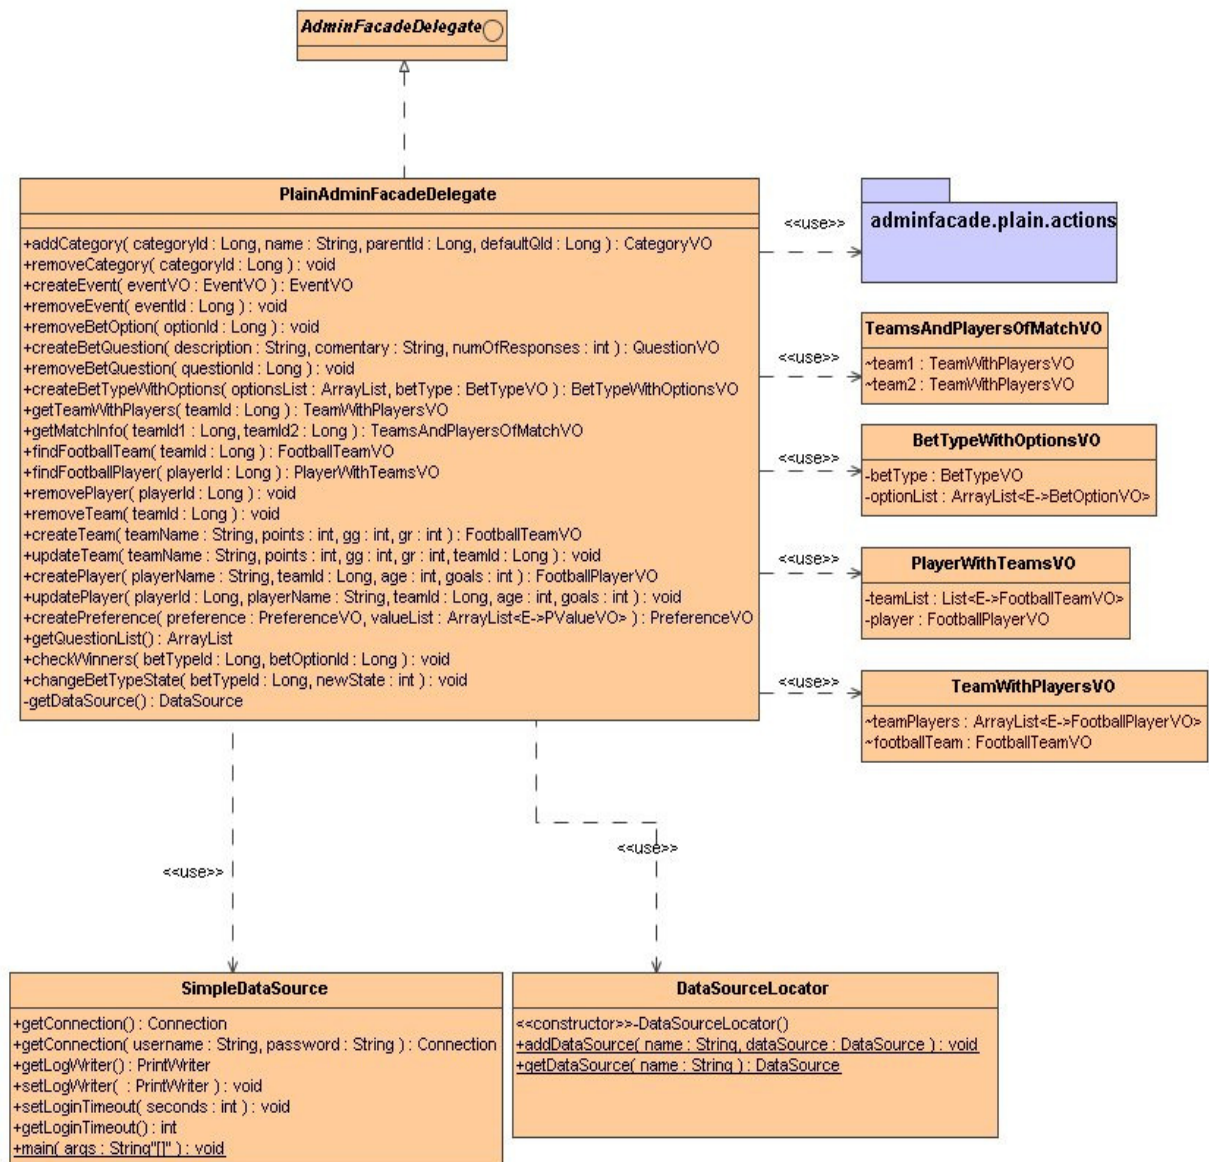 AdminFacadeDelegate
PlainAdminFacadeDelegate
+addCategory( categoryId : Long, name : String, parentId : Long, defaultQId : Long ) : CategoryVO
+removeCategory( categoryId : Long ) : void
+createEvent( eventVO : EventVO ) : EventVO
+removeEvent( eventId : Long ) : void
+removeBetOption( optionId : Long ) : void
+createBetQuestion( description : String, comentary : String, numOfResponses : int ) : QuestionVO
+removeBetQuestion( questionId : Long ) : void
+createBetTypeWithOptions( optionsList : ArrayList, betType : BetTypeVO ) : BetTypeWithOptionsVO
+getTeamWithPlayers( teamId : Long ) : TeamWithPlayersVO
+getMatchInfo( teamId1 : Long, teamId2 : Long ) : TeamsAndPlayersOfMatchVO
+findFootballTeam( teamId : Long ) : FootballTeamVO
+findFootballPlayer( playerId : Long ) : PlayerWithTeamsVO
+removePlayer( playerId : Long ) : void
+removeTeam( teamId : Long ) : void
+createTeam( teamName : String, points : int, gg : int, gr : int ) : FootballTeamVO
+updateTeam( teamName : String, points : int, gg : int, gr : int, teamId : Long ) : void
+createPlayer( playerName : String, teamId : Long, age : int, goals : int ) : FootballPlayerVO
+updatePlayer( playerId : Long, playerName : String, teamId : Long, age : int, goals : int ) : void
+createPreference( preference : PreferenceVO, valueList : ArrayList<E->PValueVO> ) : PreferenceVO
+getQuestionList() : ArrayList
+checkWinners( betTypeId : Long, betOptionId : Long ) : void
+changeBetTypeState( betTypeId : Long, newState : int ) : void
-getDataSource() : DataSource
<<use>>
adminfacade.plain.actions
<<use>>
TeamsAndPlayersOfMatchVO
~team1 : TeamWithPlayersVO
~team2 : TeamWithPlayersVO
<<use>>
BetTypeWithOptionsVO
-betType : BetTypeVO
-optionList : ArrayList<E->BetOptionVO>
<<use>>
PlayerWithTeamsVO
-teamList : List<E->FootballTeamVO>
-player : FootballPlayerVO
<<use>>
TeamWithPlayersVO
~teamPlayers : ArrayList<E->FootballPlayerVO>
~footballTeam : FootballTeamVO
<<use>>
<<use>>
SimpleDataSource
+getConnection() : Connection
+getConnection( username : String, password : String ) : Connection
+getLogWriter() : PrintWriter
+setLogWriter(  : PrintWriter ) : void
+setLoginTimeout( seconds : int ) : void
+getLoginTimeout() : int
+main( args : String"[]" ) : void
DataSourceLocator
<<constructor>>-DataSourceLocator()
+addDataSource( name : String, dataSource : DataSource ) : void
+getDataSource( name : String ) : DataSource